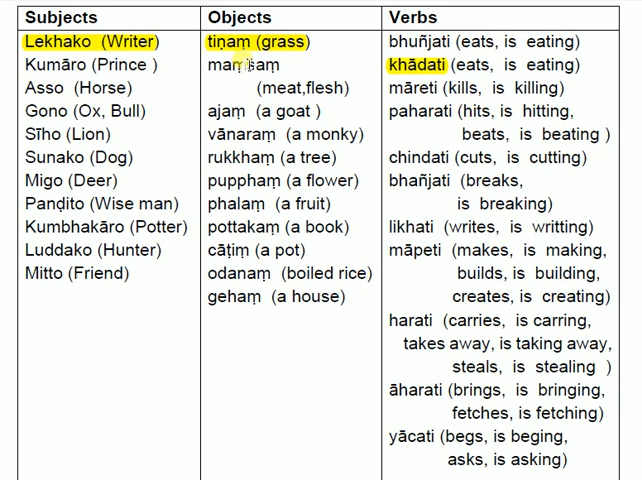 Subjects
Objects
Verbs
Lekhako (Writer)
Kumāro (Prince )
Asso (Horse)
Gono (Ox, Bull)
Sīho (Lion)
Sunako (Dog)
Migo (Deer)
Paṇḍito (Wise man)
Kumbhakāro (Potter)
Luddako (Hunter)
Mitto (Friend)
tiṇaṃ (grass)
maṃsaṃ
(meat,flesh)
ajaṃ (a goat )
vānaraṃ (a monky)
rukkhaṃ (a tree)
pupphaṃ (a flower)
phalaṃ (a fruit)
pottakaṃ (a book)
cāṭiṃ (a pot)
odanaṃ (boiled rice)
gehaṃ (a house)
bhuñjati (eats, is eating)
khādati (eats, is eating)
māreti (kills, is killing)
paharati (hits, is hitting,
beats, is beating )
chindati (cuts, is cutting)
bhañjati (breaks,
is breaking)
likhati (writes, is writting)
māpeti (makes, is making,
builds, is building,
creates, is creating)
harati (carries, is carring,
takes away, is taking away,
steals, is stealing )
āharati (brings, is bringing,
fetches, is fetching)
yācati (begs, is beging,
asks, is asking)